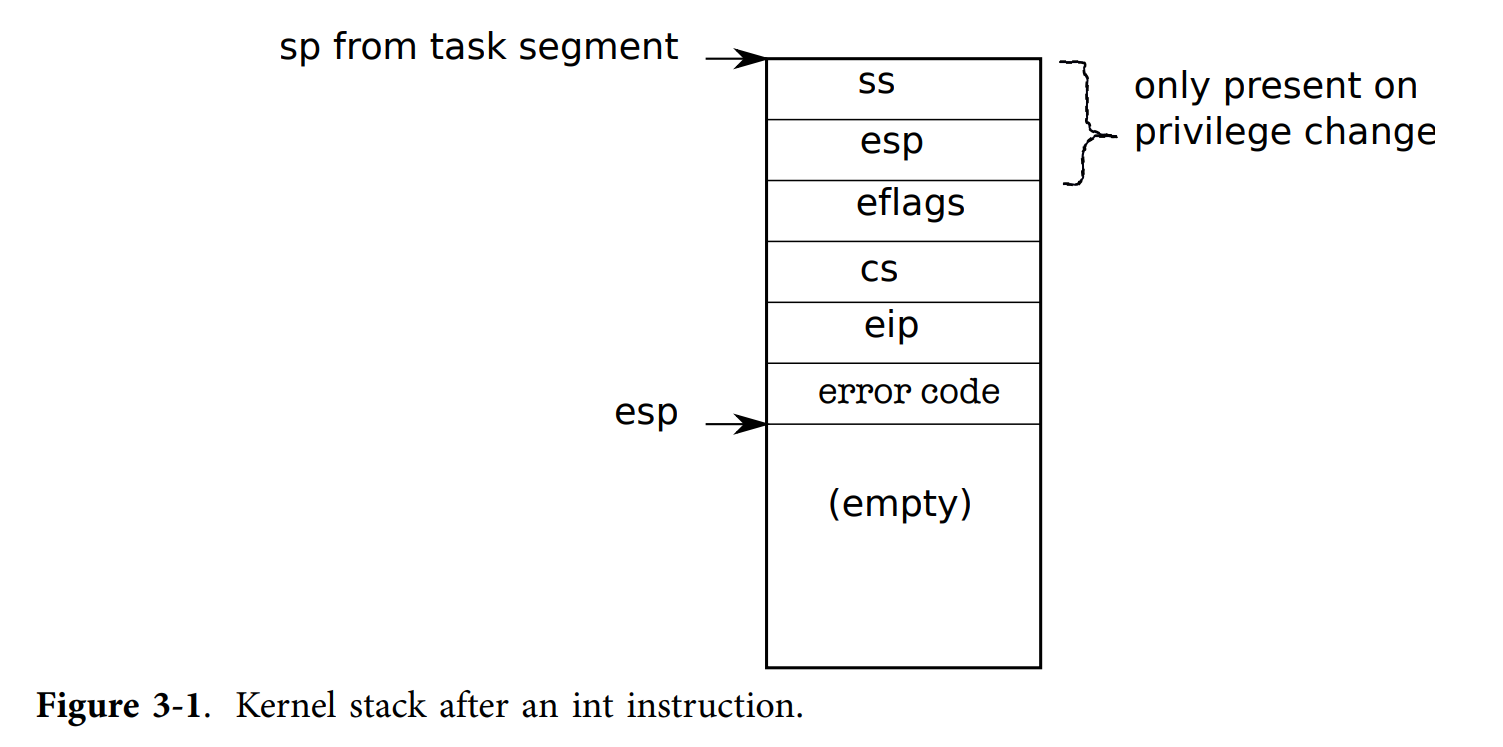 sp from task segment
ss
only present on
privilege change
esp
eflags
cs
eip
error code
esp
(empty)
Figure 3-1. Kernel stack after an int instruction.